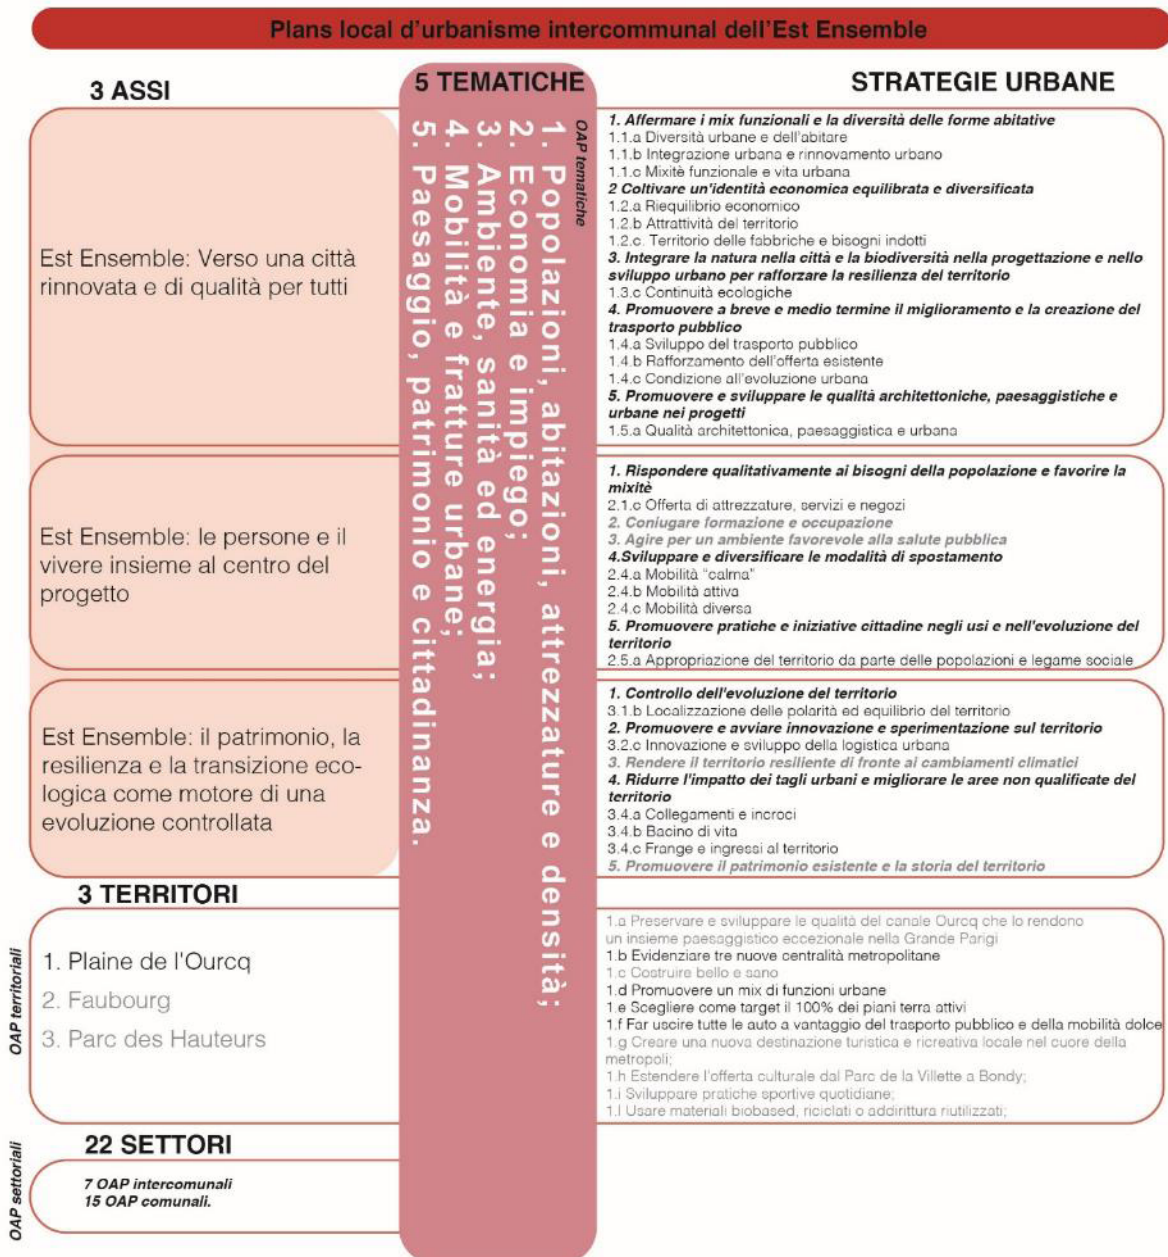 Plans local d'urbanisme intercommunal dell'Est Ensemble
3 ASSI
5 TEMATICHE
STRATEGIE URBANE
Est Ensemble: Verso una città
rinnovata e di qualità per tutti
Est Ensemble: le persone e il
vivere insieme al centro del
progetto
Est Ensemble: il patrimonio, la
resilienza e la transizione eco-
logica come motore di una
evoluzione controllata
OAP tematiche
1. Popolazioni, abitazioni, attrezzature e densità;
2. Economia e impiego;
3. Ambiente, sanità ed energia;
4. Mobilità e fratture urbane;
5. Paesaggio, patrimonio e cittadinanza.
1. Affermare i mix funzionali e la diversità delle forme abitative
1.1.a Diversità urbane e dell'abitare
1.1.b Integrazione urbana e rinnovamento urbano
1.1.c Mixitè funzionale e vita urbana
2 Coltivare un'identità economica equilibrata e diversificata
1.2.a Riequilibrio economico
1.2.b Attrattività del territorio
1.2.c. Territorio delle fabbriche e bisogni indotti
3. Integrare la natura nella città e la biodiversità nella progettazione e nello
sviluppo urbano per rafforzare la resilienza del territorio
1.3.c Continuità ecologiche
4. Promuovere a breve e medio termine il miglioramento e la creazione del
trasporto pubblico
1.4.a Sviluppo del trasporto pubblico
1.4.b Rafforzamento dell'offerta esistente
1.4.c Condizione all'evoluzione urbana
5. Promuovere e sviluppare le qualità architettoniche, paesaggistiche e
urbane nei progetti
1.5.a Qualità architettonica, paesaggistica e urbana
1. Rispondere qualitativamente ai bisogni della popolazione e favorire la
mixitè
2.1.c Offerta di attrezzature, servizi e negozi
2. Coniugare formazione e occupazione
3. Agire per un ambiente favorevole alla salute pubblica
4.Sviluppare e diversificare le modalità di spostamento
2.4.a Mobilità "calma"
2.4.b Mobilità attiva
2.4.c Mobilità diversa
5. Promuovere pratiche e iniziative cittadine negli usi e nell'evoluzione del
territorio
2.5.a Appropriazione del territorio da parte delle popolazioni e legame sociale
1. Controllo dell'evoluzione del territorio
3.1.b Localizzazione delle polarità ed equilibrio del territorio
2. Promuovere e avviare innovazione e sperimentazione sul territorio
3.2.c Innovazione e sviluppo della logistica urbana
3. Rendere il territorio resiliente di fronte ai cambiamenti climatici
4. Ridurre l'impatto dei tagli urbani e migliorare le aree non qualificate del
territorio
3.4.a Collegamenti e incroci
3.4.b Bacino di vita
3.4.c Frange e ingressi al territorio
5. Promuovere il patrimonio esistente e la storia del territorio
3 TERRITORI
OAP territoriali
1. Plaine de l'Ourcq
2. Faubourg
3. Parc des Hauteurs
1.a Preservare e sviluppare le qualità del canale Ourcq che lo rendono
un insieme paesaggistico eccezionale nella Grande Parigi
1.b Evidenziare tre nuove centralità metropolitane
1.c Costruire bello e sano
1.d Promuovere un mix di funzioni urbane
1.e Scegliere come target il 100% dei piani terra attivi
1.f Far uscire tutte le auto a vantaggio del trasporto pubblico e della mobilità dolce
1.g Creare una nuova destinazione turistica e ricreativa locale nel cuore della
metropoli;
1.h Estendere l'offerta culturale dal Parc de la Villette a Bondy;
1.i Sviluppare pratiche sportive quotidiane;
1.l Usare materiali biobased, riciclati o addirittura riutilizzati;
22 SETTORI
OAP settoriali
7 OAP intercomunali
15 OAP comunali.